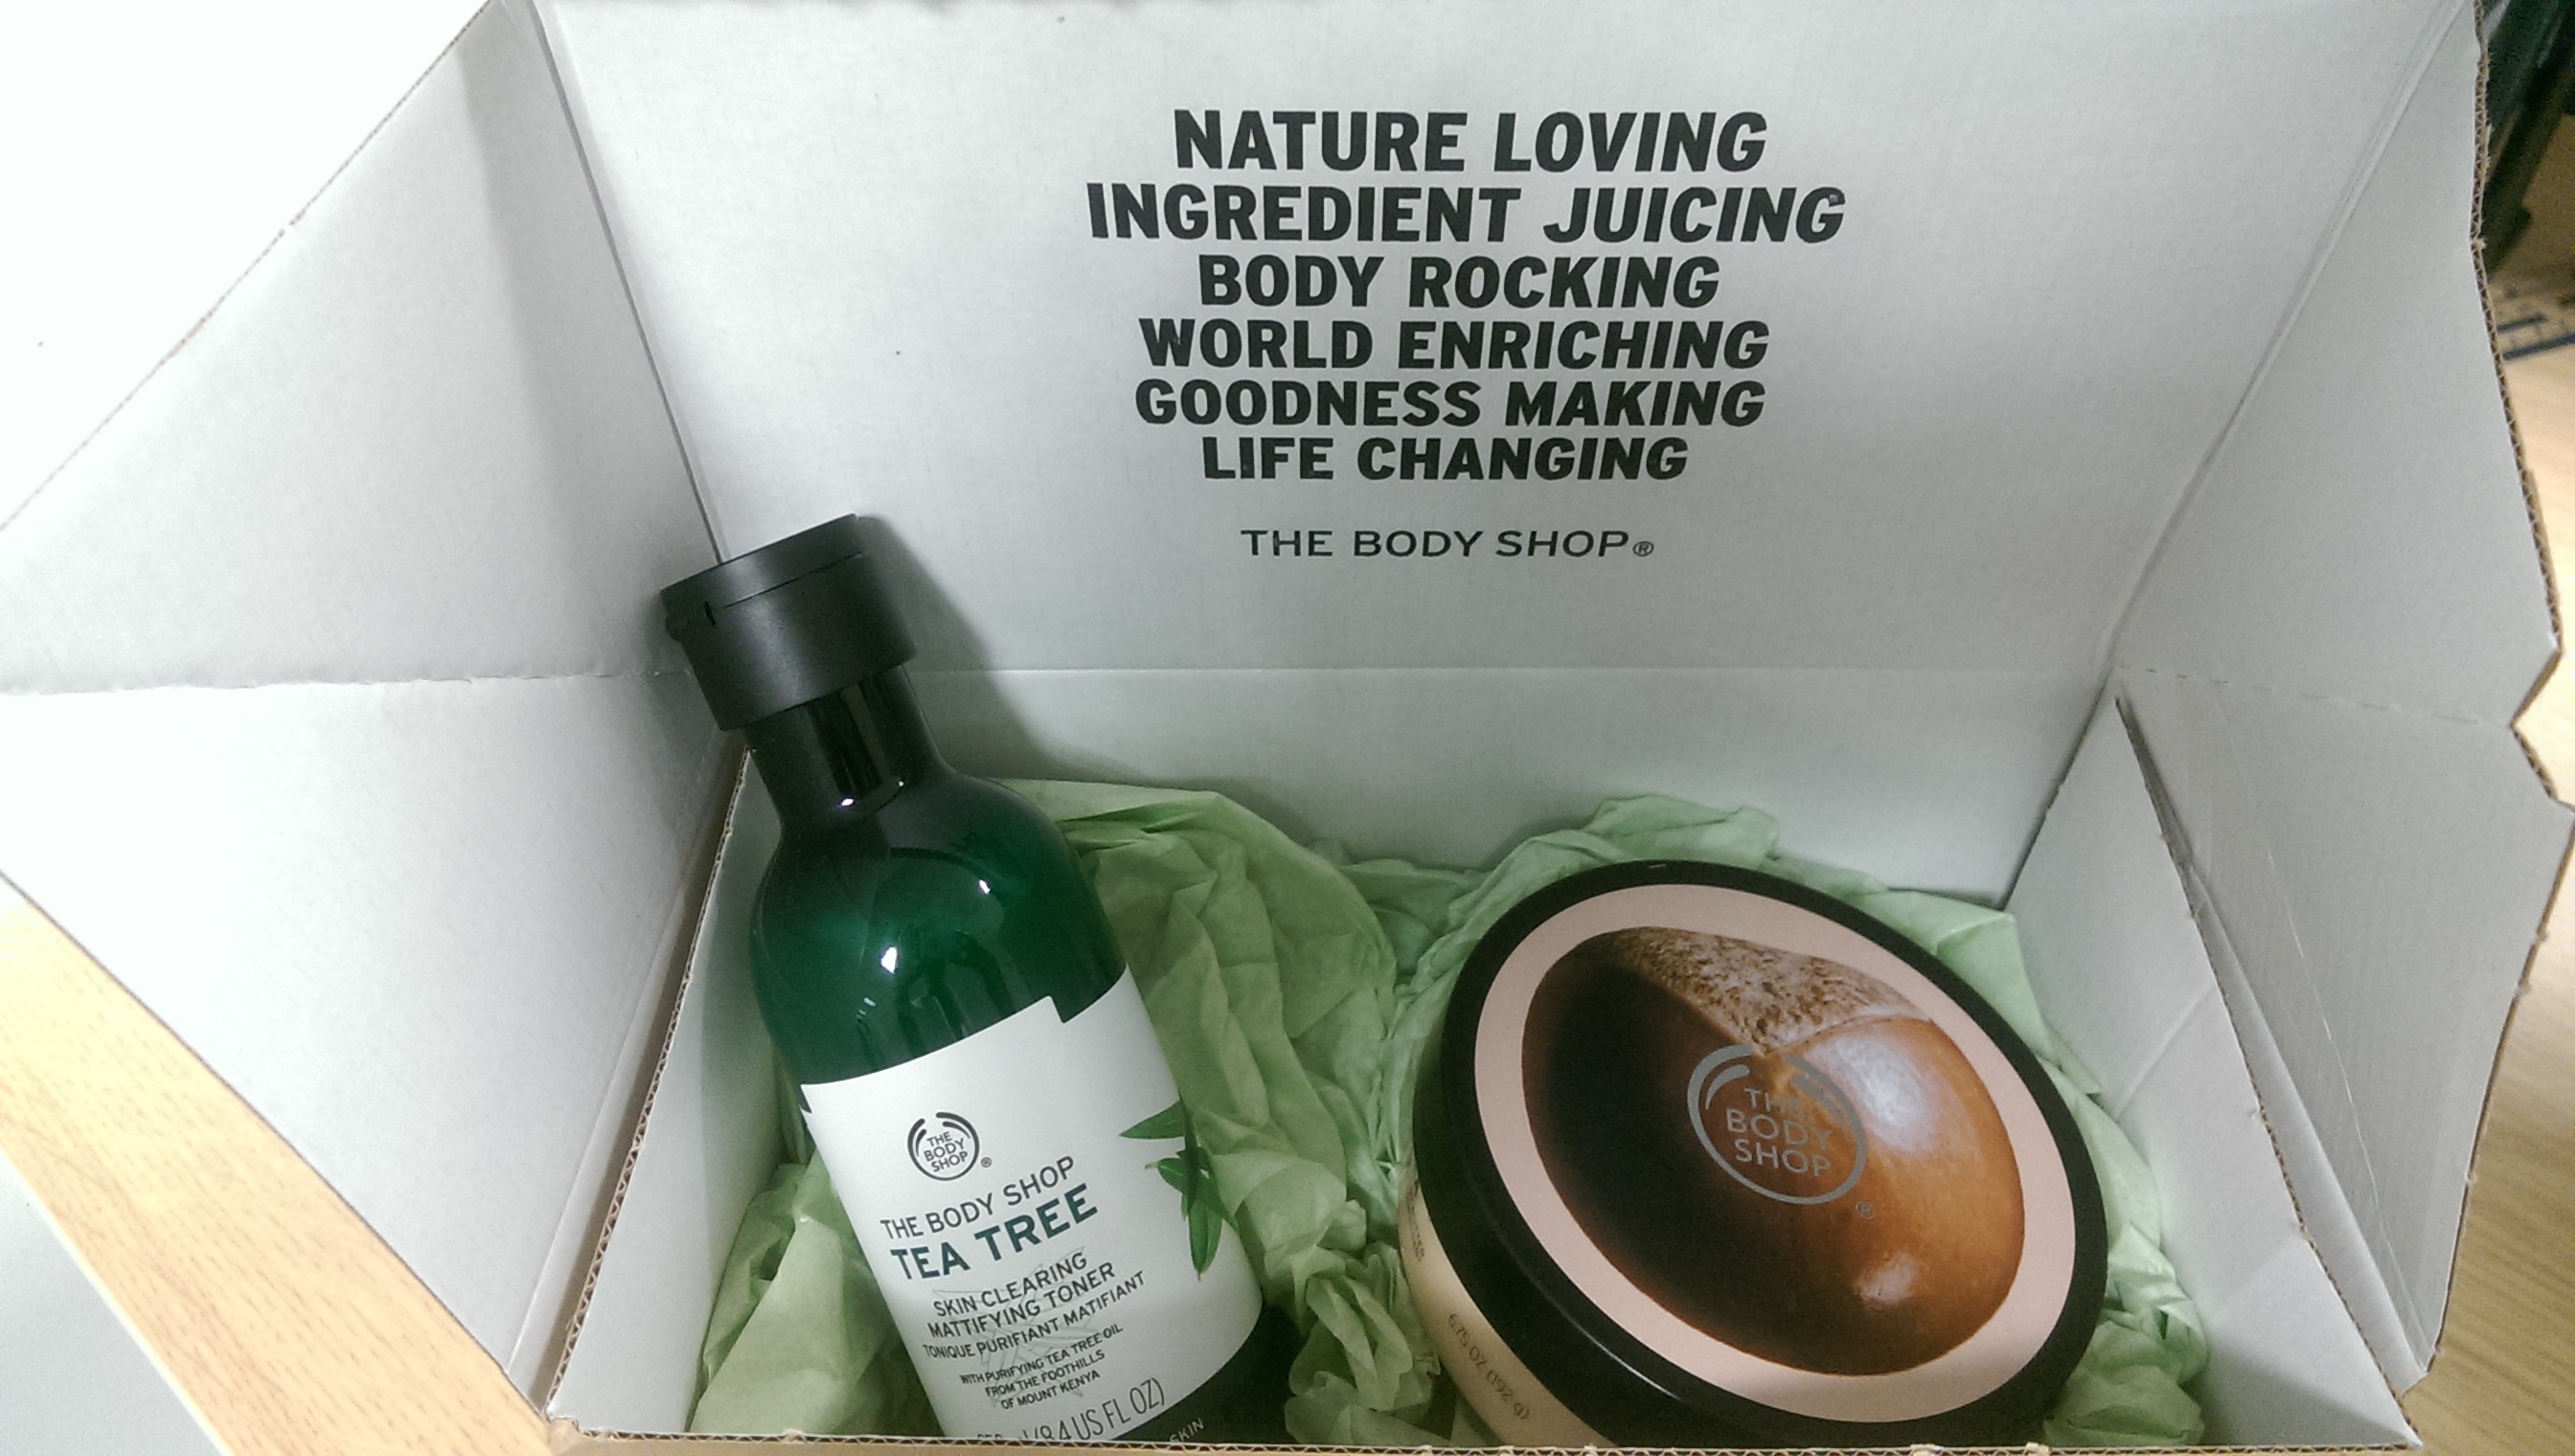 NATURE LOVING
INGREDIENT JUICING
BODY ROCKING
WORLD ENRICHING
GOODNESS MAKING
LIFE CHANGING
THE BODY SHOP®
THE
BODY
SHOP
®
THE BODY SHOP
TEA TREE
SKIN CLEARING
MATTIFYING TONER
TONIQUE PURIFIANT MATIFIANT
WITH PURIFYING TEA TREE OIL
FROM THE FOOTHILLS
OF MOUNT KENYA
(8.4 US FL OZ)
SKIN
THE
BODY
SHOP
®